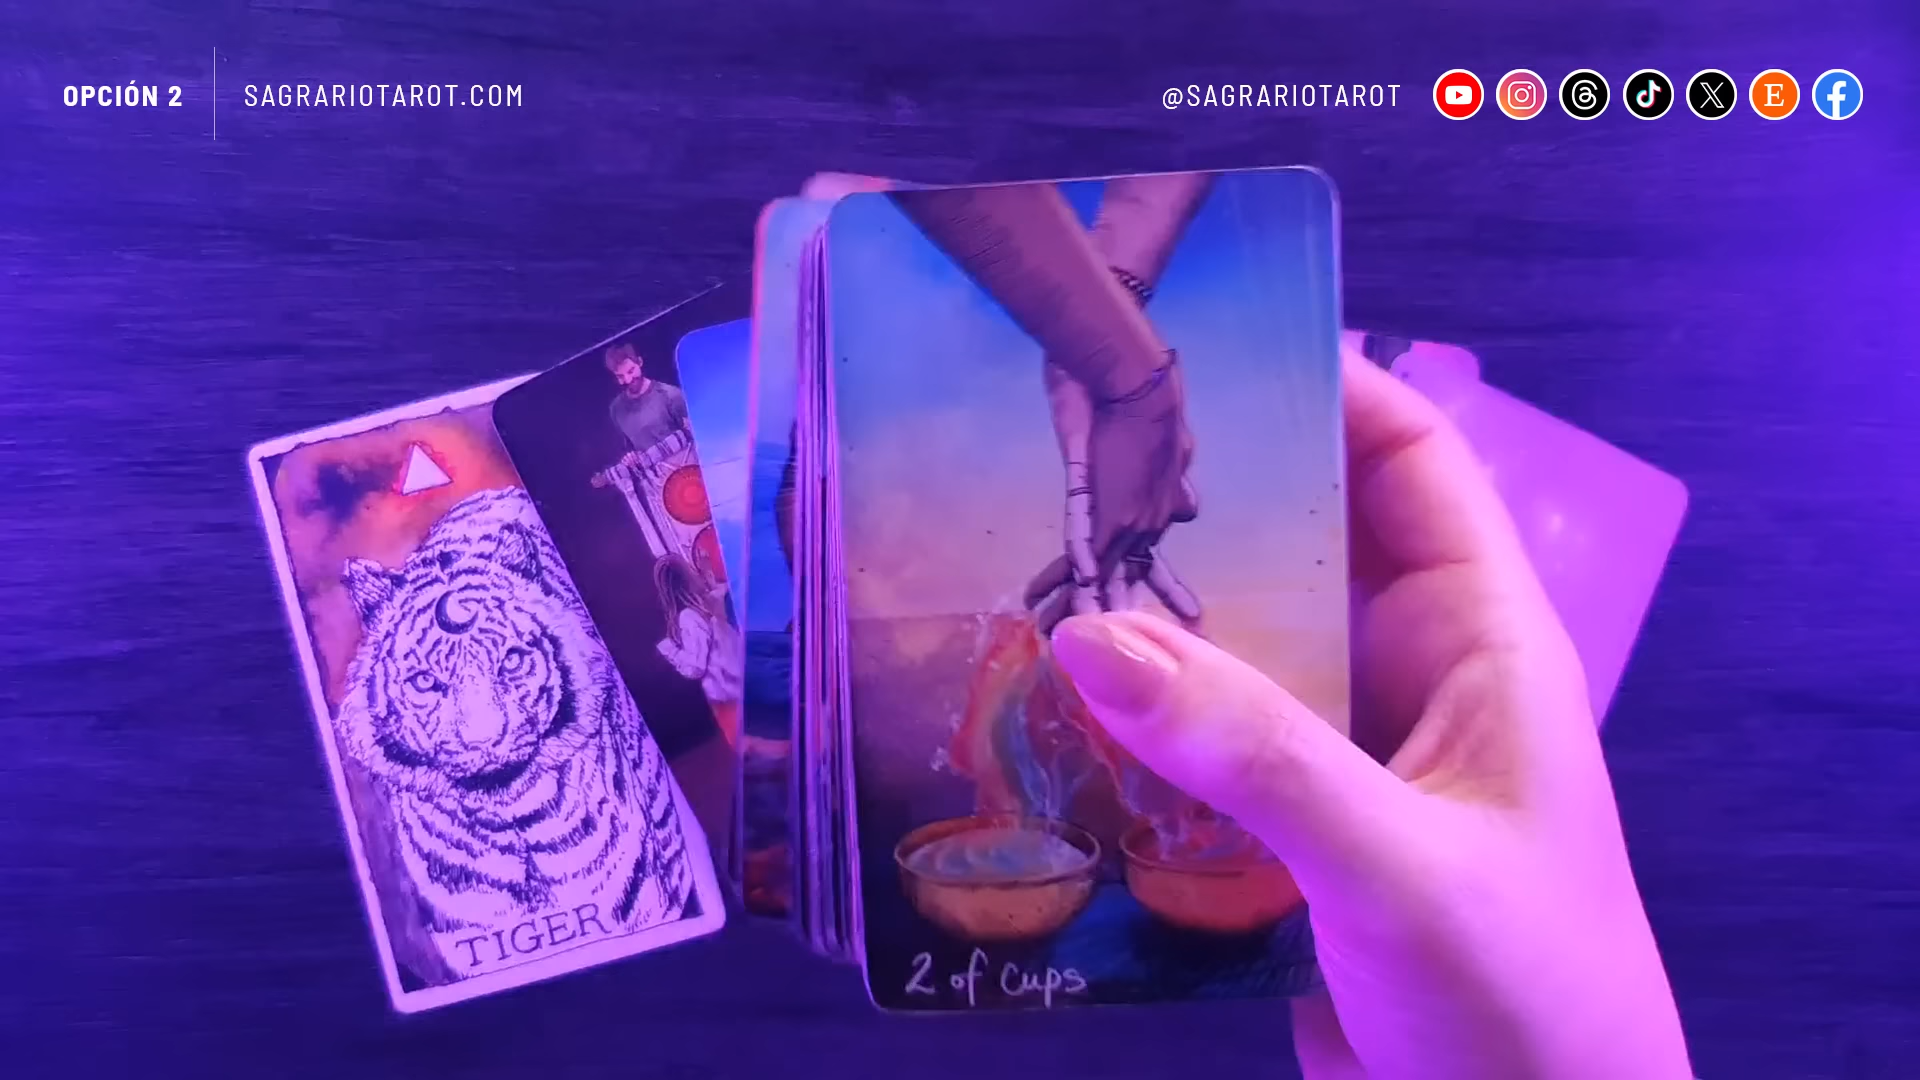 OPCIÓN 2
SAGRARIOTAROT.COM
@SAGRARIOTAROT
E
TIGER
2 of cups